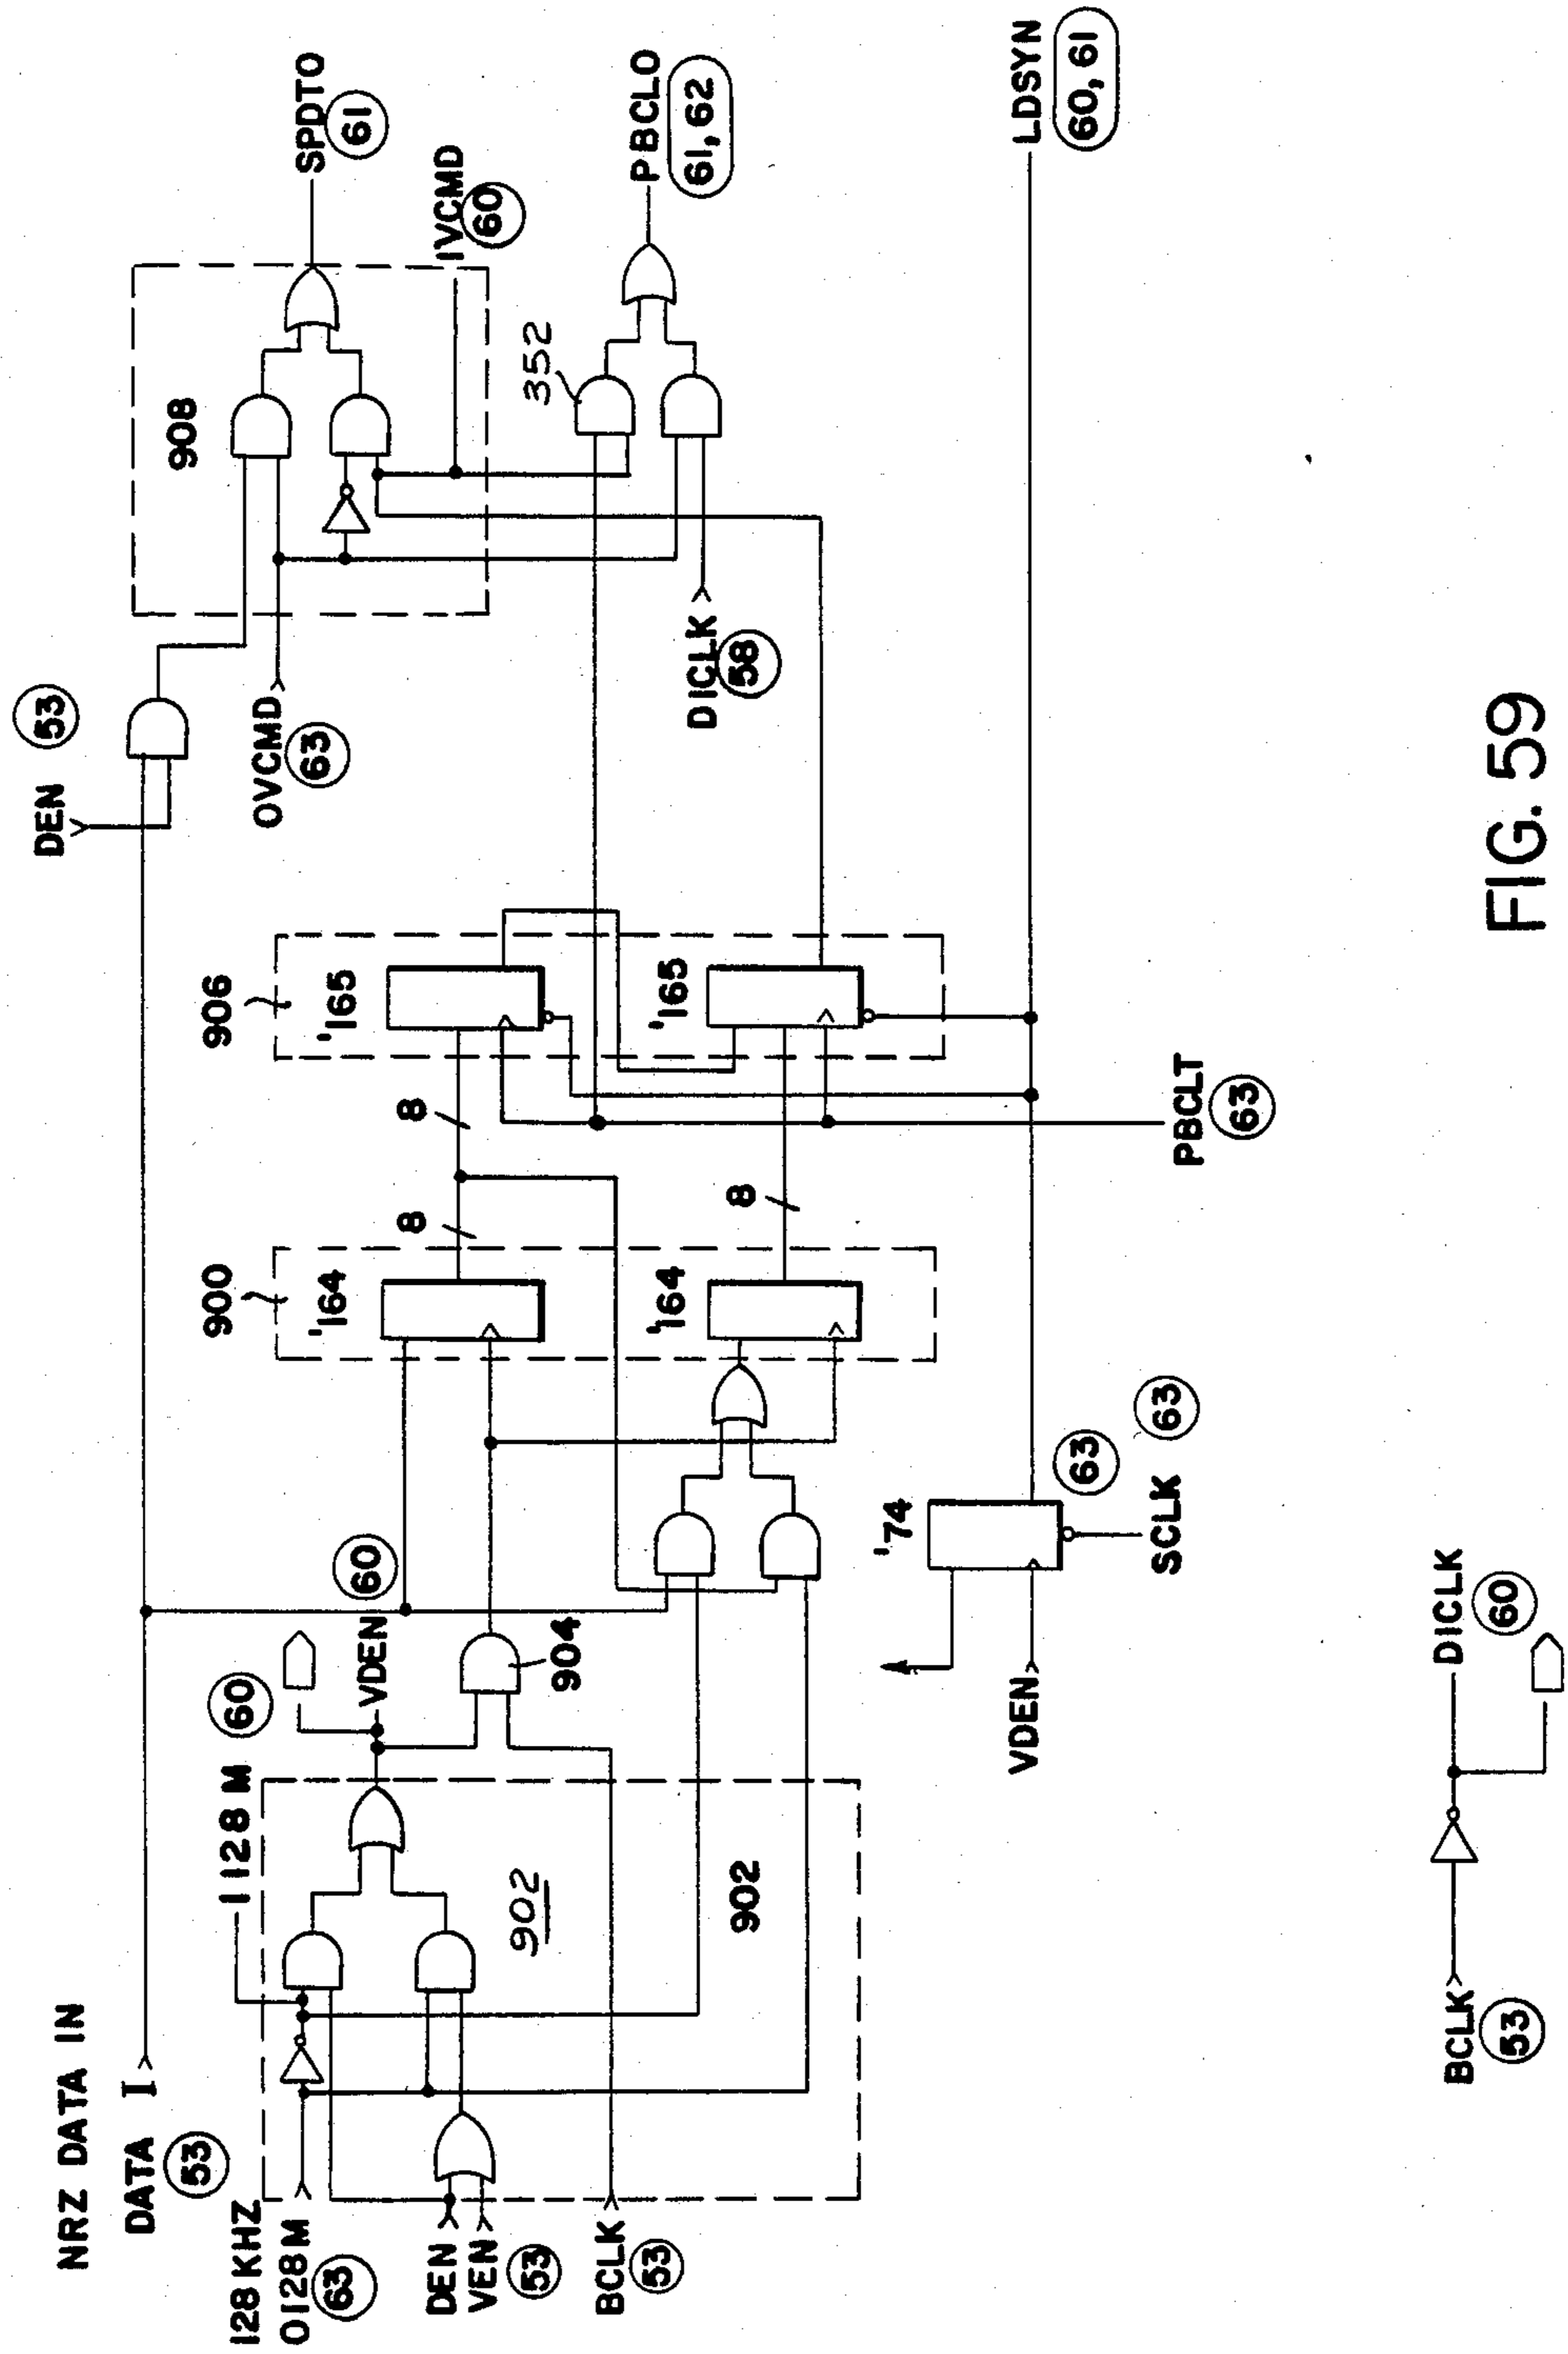 NRZ DATA IN
DATA I
53
128 KHZ
0128 M
63
DEN
VEN
53
BCLK
53
1128 M
902
902
60
VDEN
60
904
900
'164
'164
8
8
8
906
'165
'165
'74
VDEN
SCLK
63
63
PBCLT
63
DEN
53
OVCMD
63
908
SPDTO
61
IVCMD
60
352
PBCLO
61, 62
DICLK
58
LDSYN
60, 61
BCLK
53
DICLK
60
FIG. 59